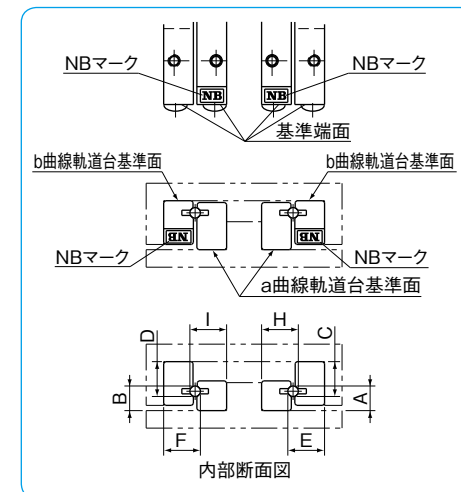 NBマーク NBマーク
NB NB
基準端面
b曲線軌道台基準面 b曲線軌道台基準面
NB NB
NBマーク NBマーク
a曲線軌道台基準面
D I H C
B A
F E
内部断面図